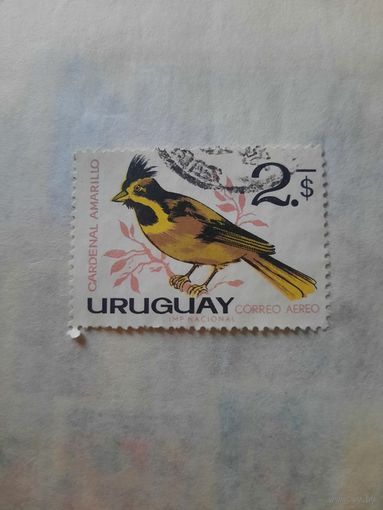 CARDENAL AMARILLO
2.$
URUGUAY
CORREO AEREO
IMP. NACIONAL